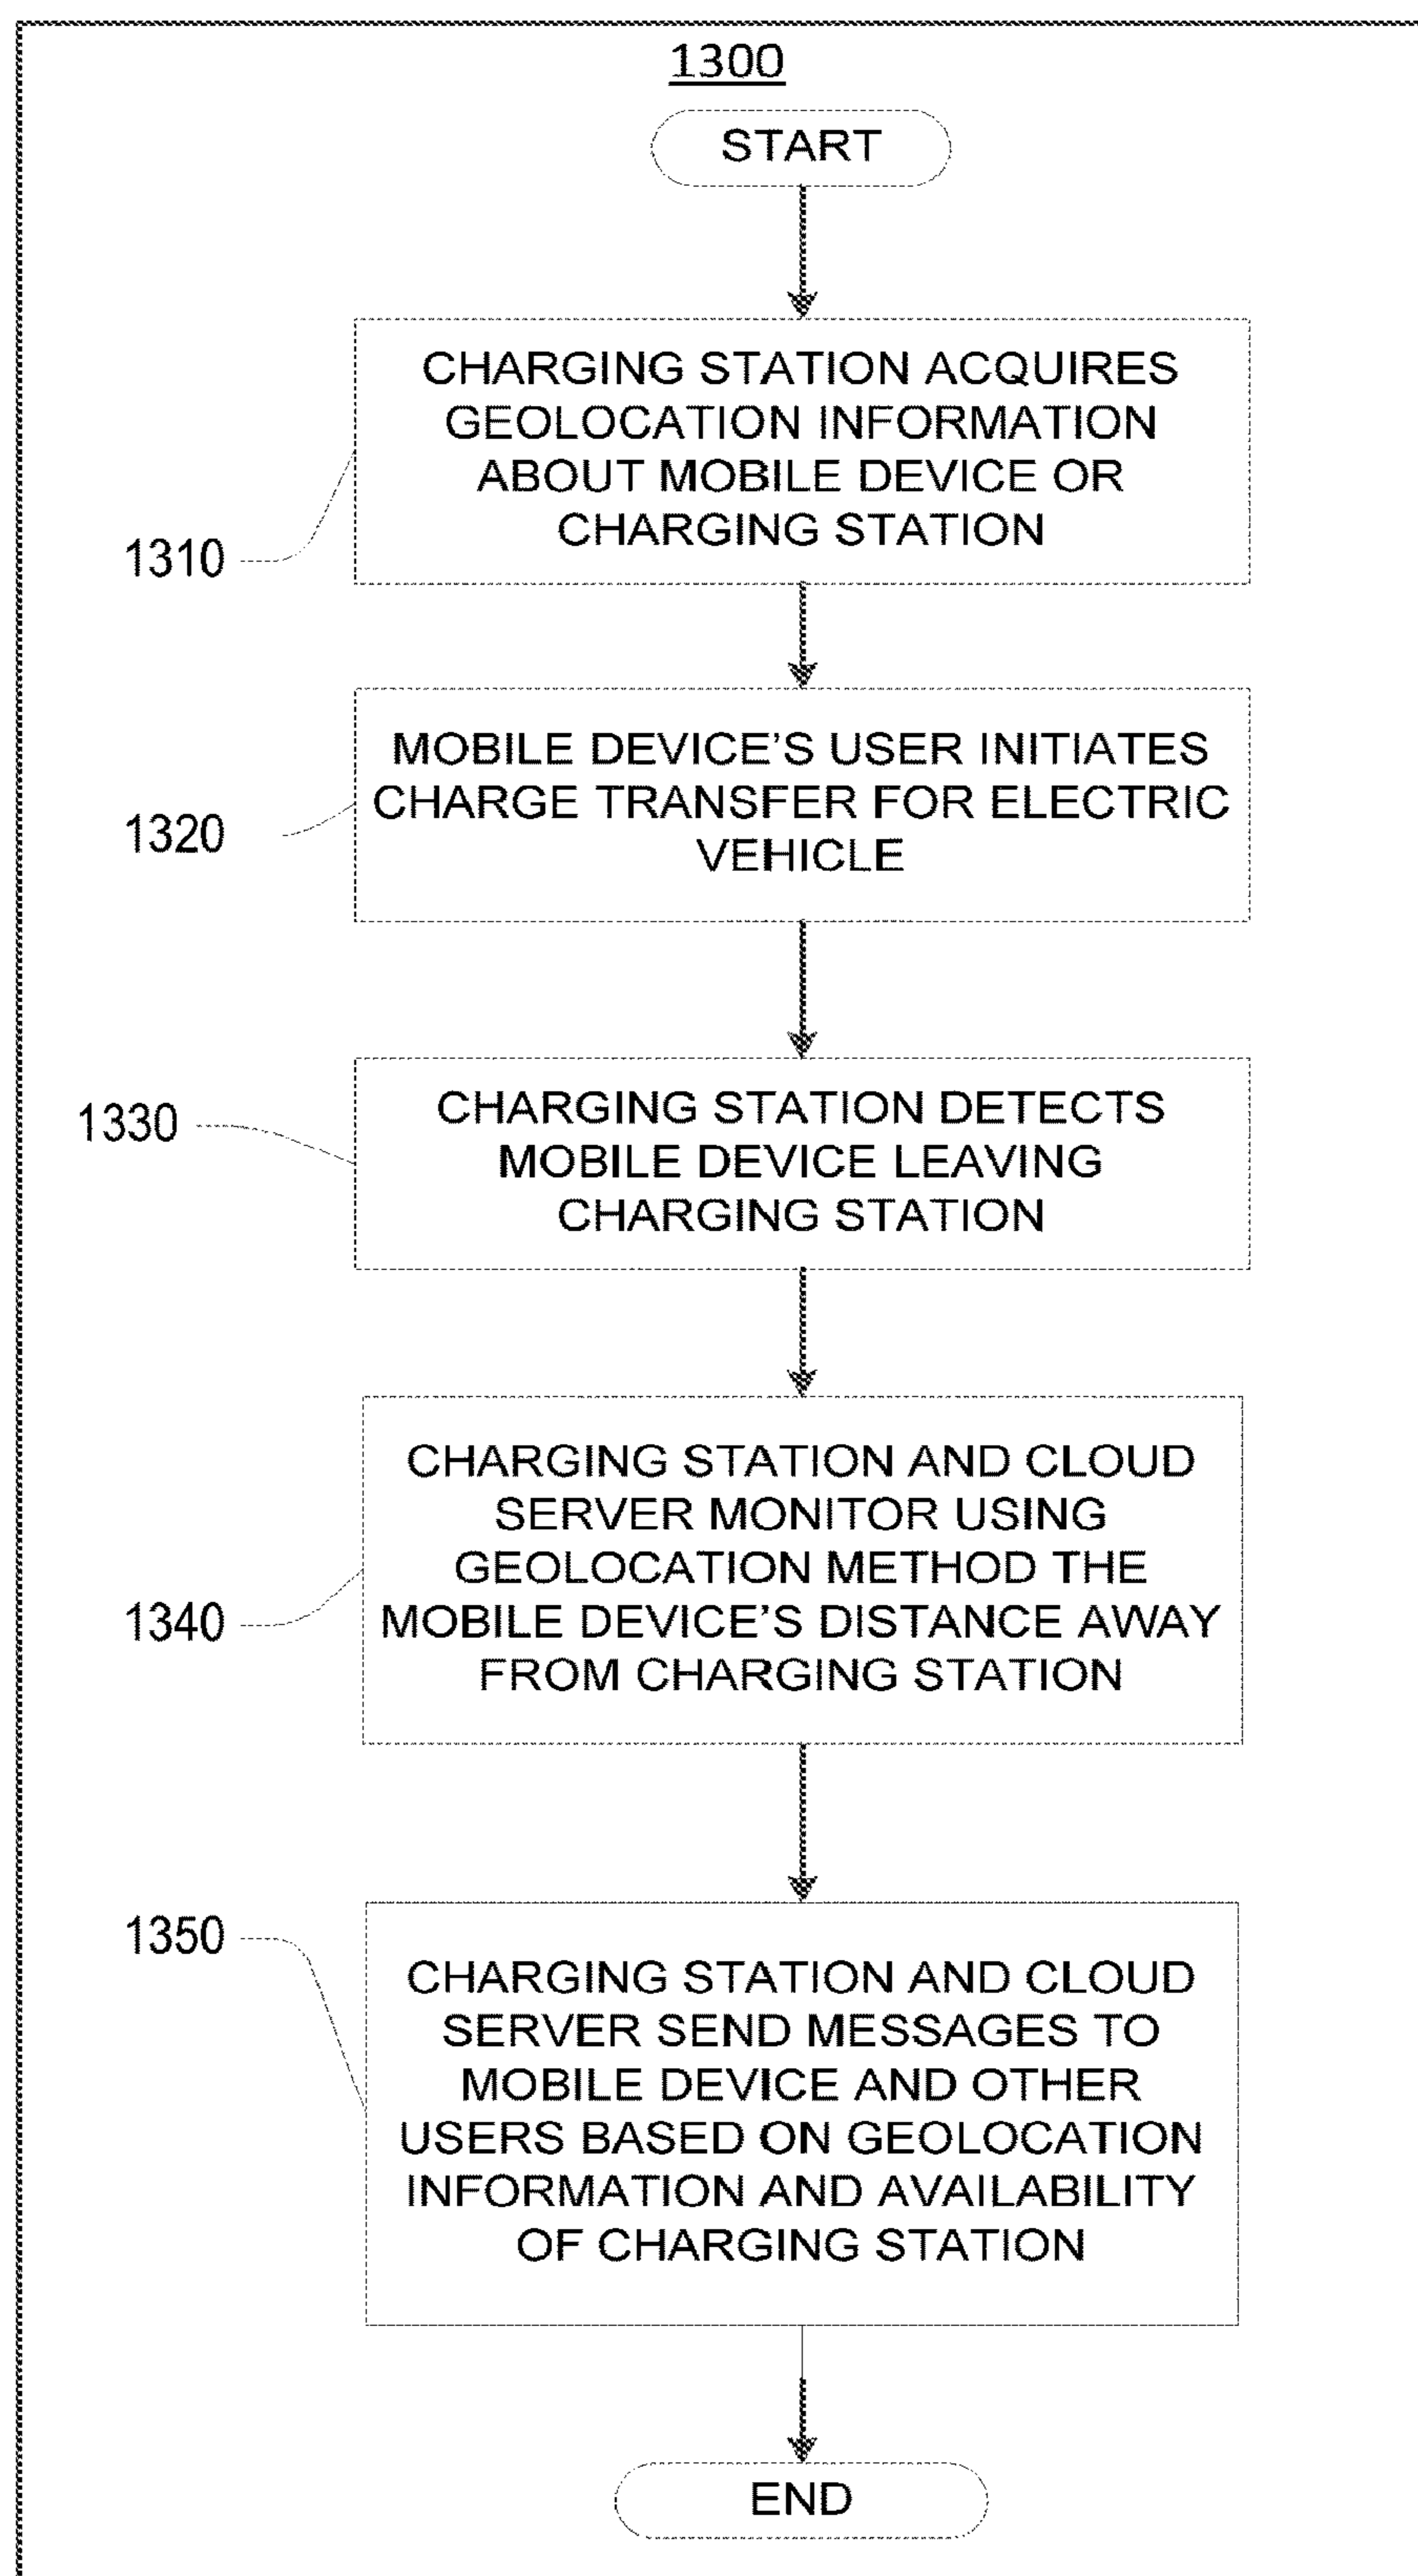 1300
START
CHARGING STATION ACQUIRES
GEOLOCATION INFORMATION
ABOUT MOBILE DEVICE OR
CHARGING STATION
1310
MOBILE DEVICE'S USER INITIATES
CHARGE TRANSFER FOR ELECTRIC
VEHICLE
1320
CHARGING STATION DETECTS
MOBILE DEVICE LEAVING
CHARGING STATION
1330
CHARGING STATION AND CLOUD
SERVER MONITOR USING
GEOLOCATION METHOD THE
MOBILE DEVICE'S DISTANCE AWAY
FROM CHARGING STATION
1340
CHARGING STATION AND CLOUD
SERVER SEND MESSAGES TO
MOBILE DEVICE AND OTHER
USERS BASED ON GEOLOCATION
INFORMATION AND AVAILABILITY
OF CHARGING STATION
1350
END